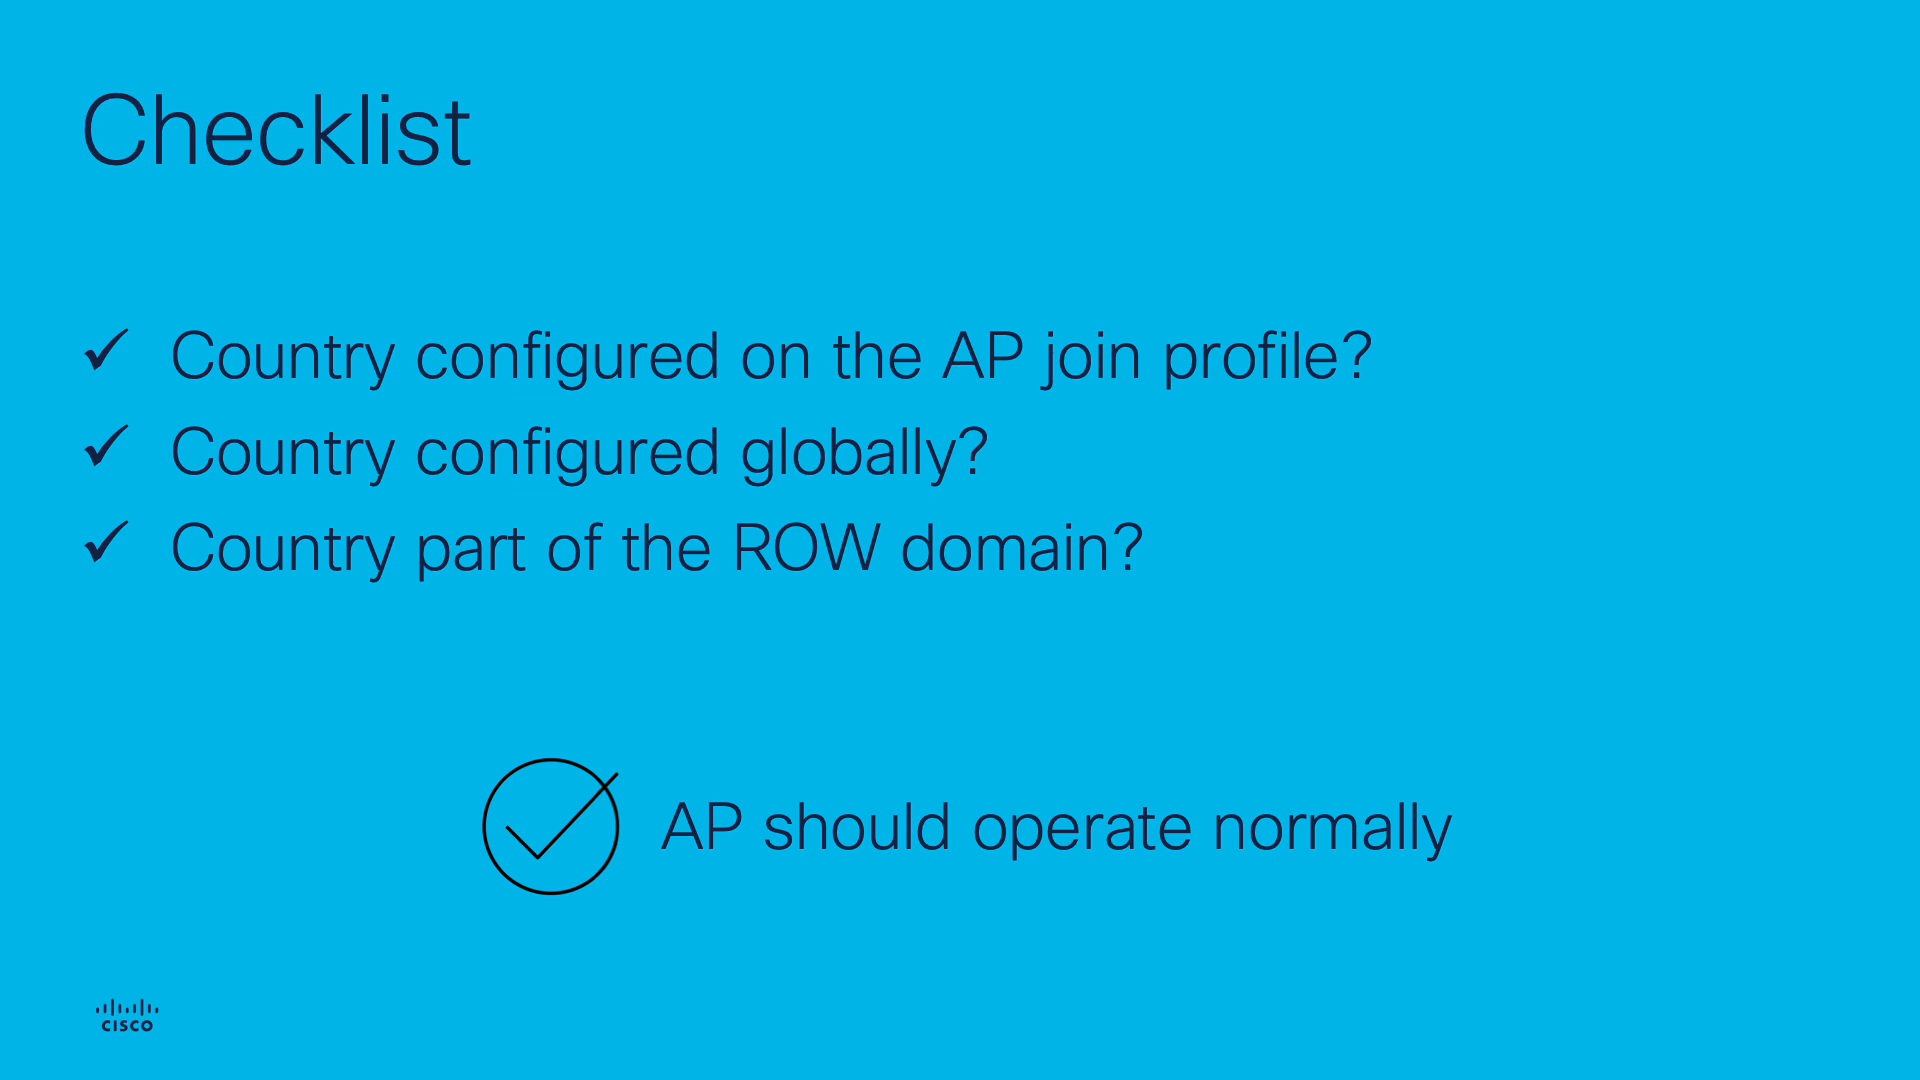 Checklist
Country configured on the AP join profile?
Country configured globally?
Country part of the ROW domain?
AP should operate normally
CISCO